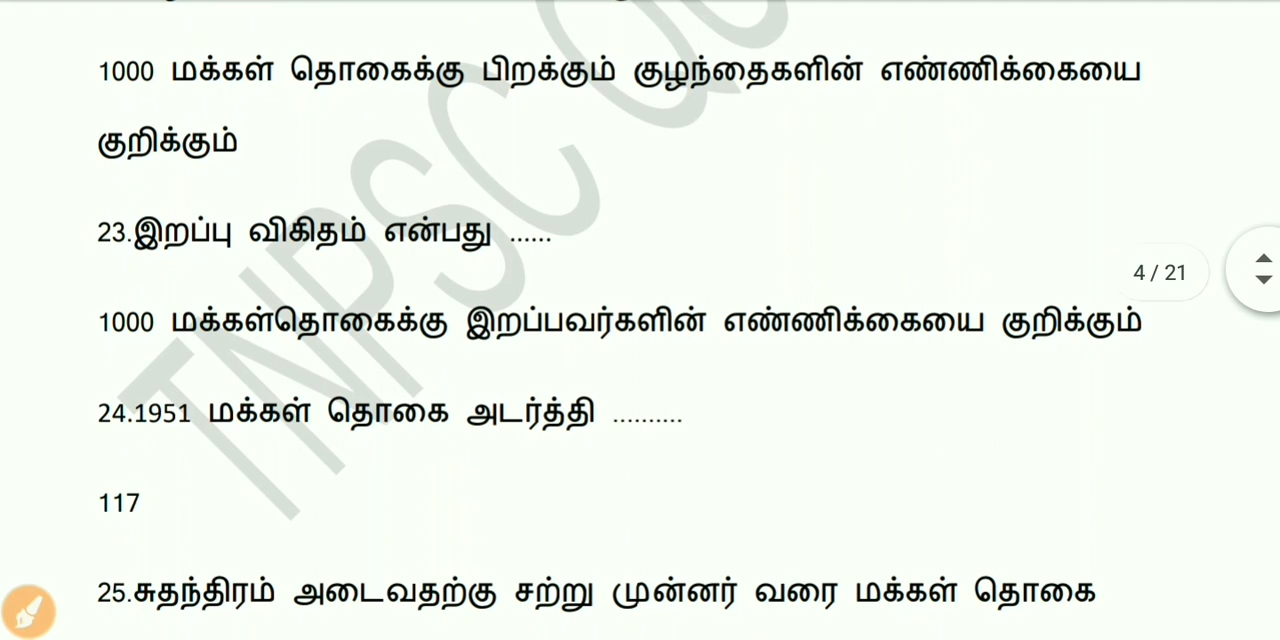 1000 மக்கள் தொகைக்கு பிறக்கும் குழந்தைகளின் எண்ணிக்கையை
குறிக்கும்
23.இறப்பு விகிதம் என்பது ......
1000 மக்கள்தொகைக்கு இறப்பவர்களின் எண்ணிக்கையை குறிக்கும்
4 / 21
24.1951 மக்கள் தொகை அடர்த்தி ..........
117
25.சுதந்திரம் அடைவதற்கு சற்று முன்னர் வரை மக்கள் தொகை
TNPSC